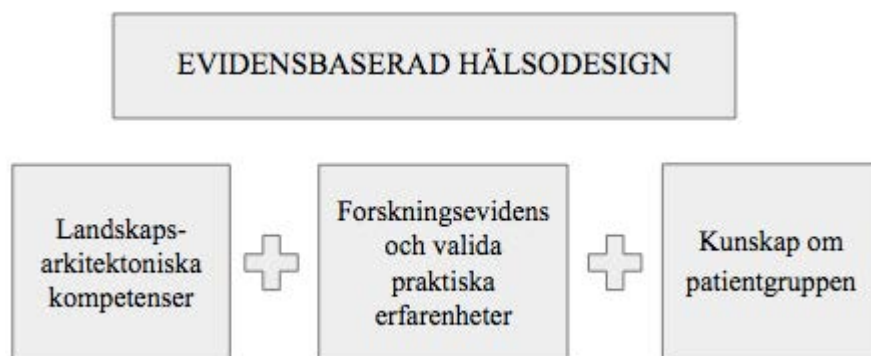 EVIDENSBASERAD HÄLSODESIGN
Landskaps-
arkitektoniska
kompetenser
Forskningsevidens
och valida
praktiska
erfarenheter
Kunskap om
patientgruppen